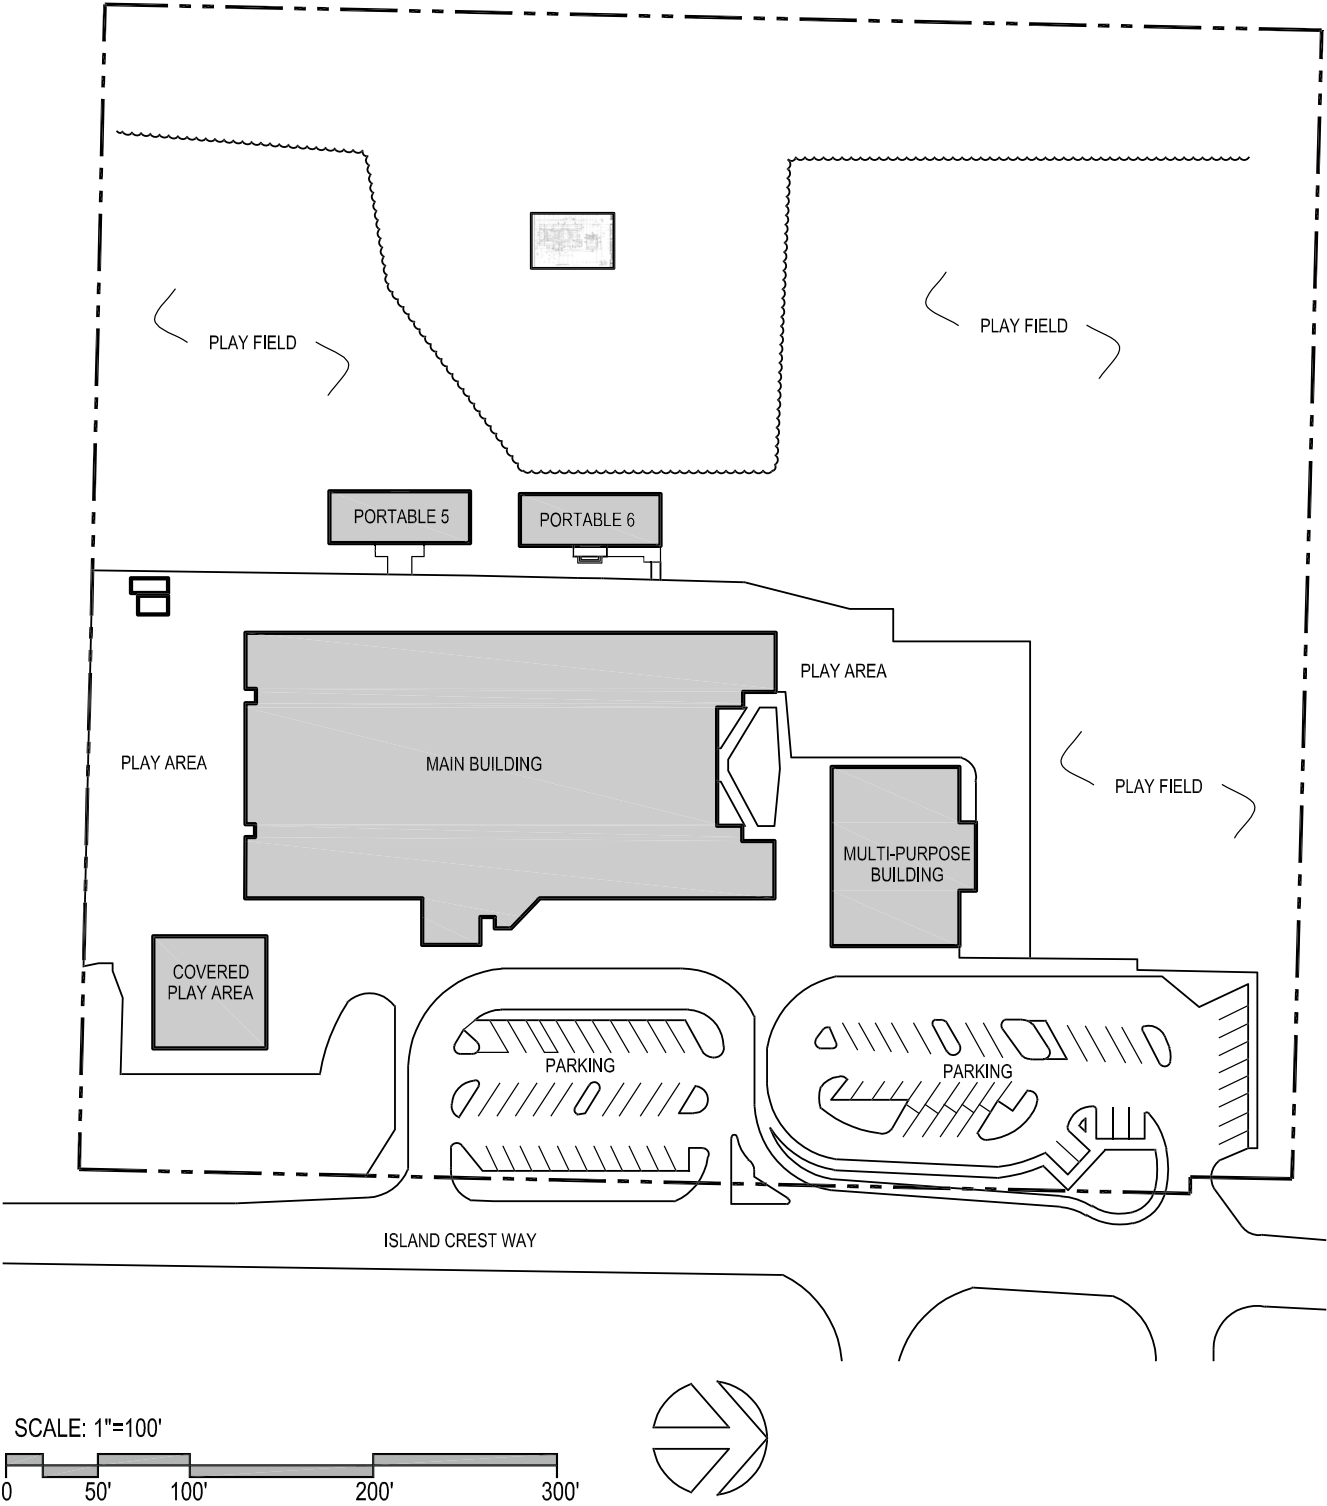 PLAY FIELD
PLAY FIELD
PORTABLE 5
PORTABLE 6
PLAY AREA
PLAY AREA
MAIN BUILDING
PLAY FIELD
MULTI-PURPOSE
BUILDING
COVERED
PLAY AREA
PARKING
PARKING
ISLAND CREST WAY
SCALE: 1"=100'
0 50' 100' 200' 300'